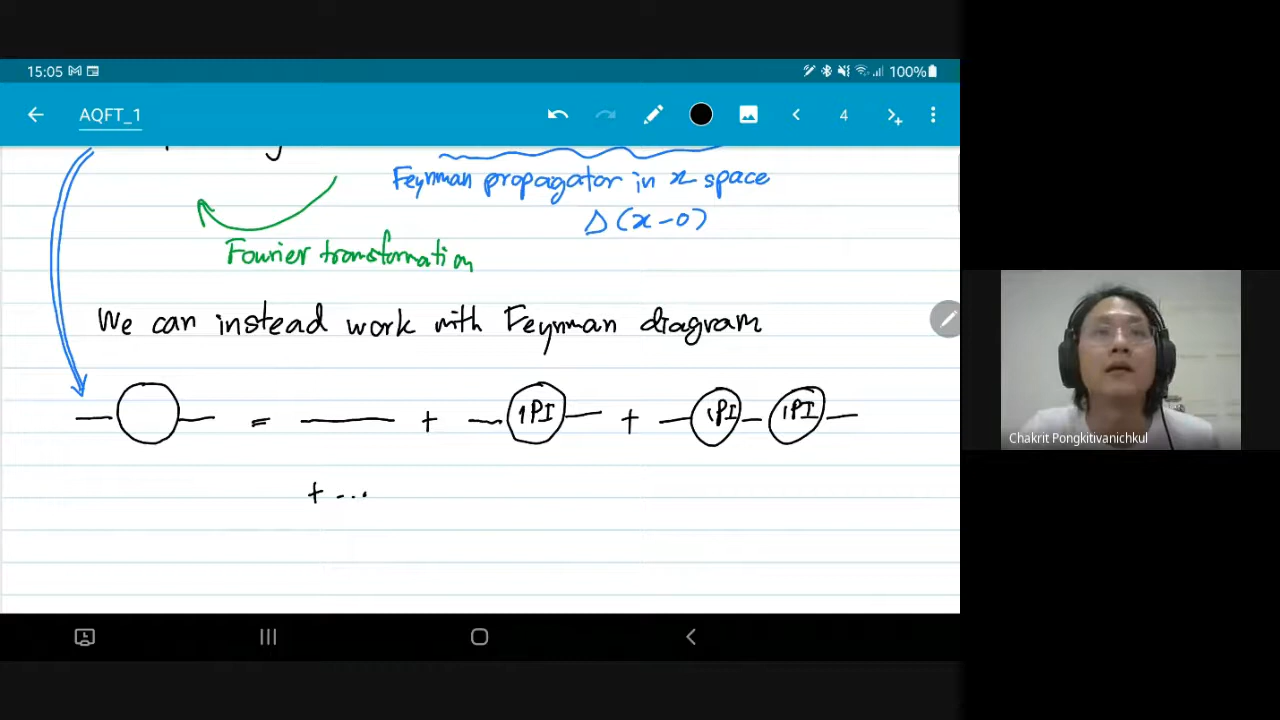 15:05 100%
AQFT_1 4
Feynman propagator in x space
Δ(x-0)
Fourier transformation
We can instead work with Feynman diagram
= + 1PI + 1PI 1PI
+ ...
Chakrit Pongkitivanichkul